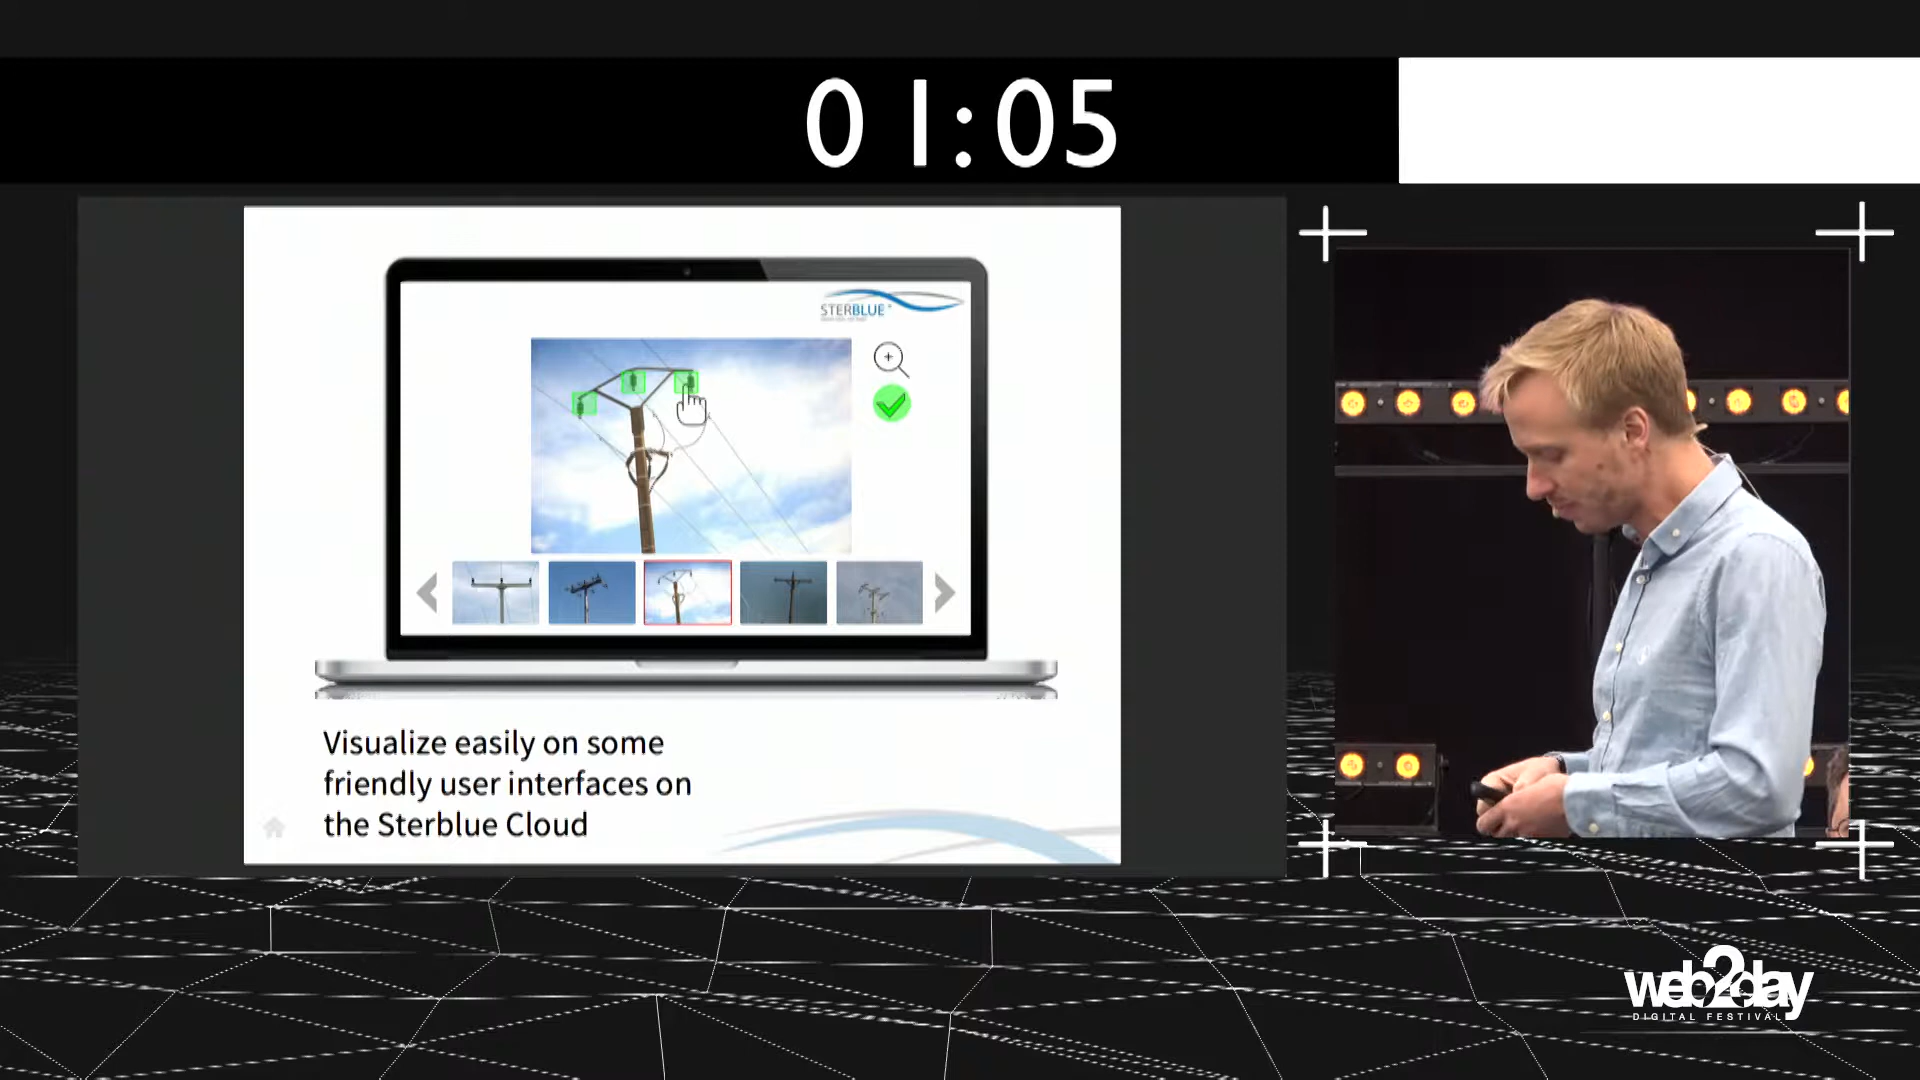 01:05
STERBLUE
Visualize easily on some
friendly user interfaces on
the Sterblue Cloud
web2day
DIGITAL FESTIVAL